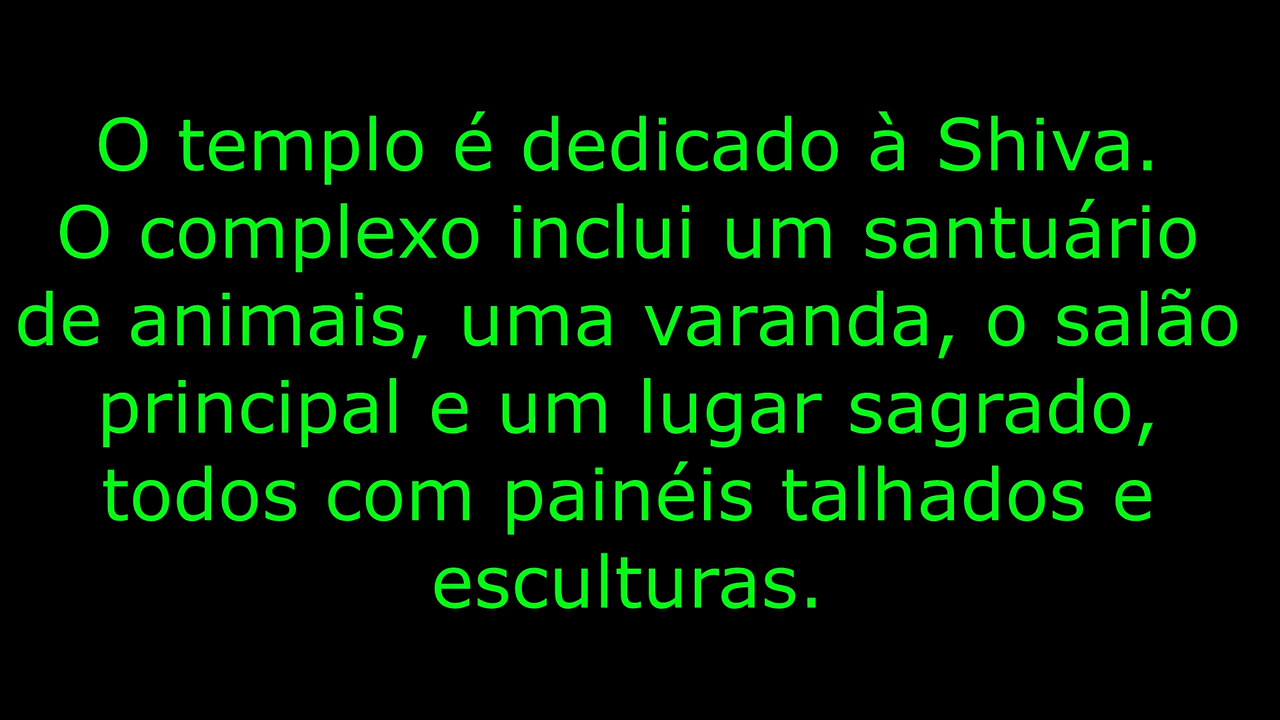 O templo é dedicado à Shiva.
O complexo inclui um santuário
de animais, uma varanda, o salão
principal e um lugar sagrado,
todos com painéis talhados e
esculturas.